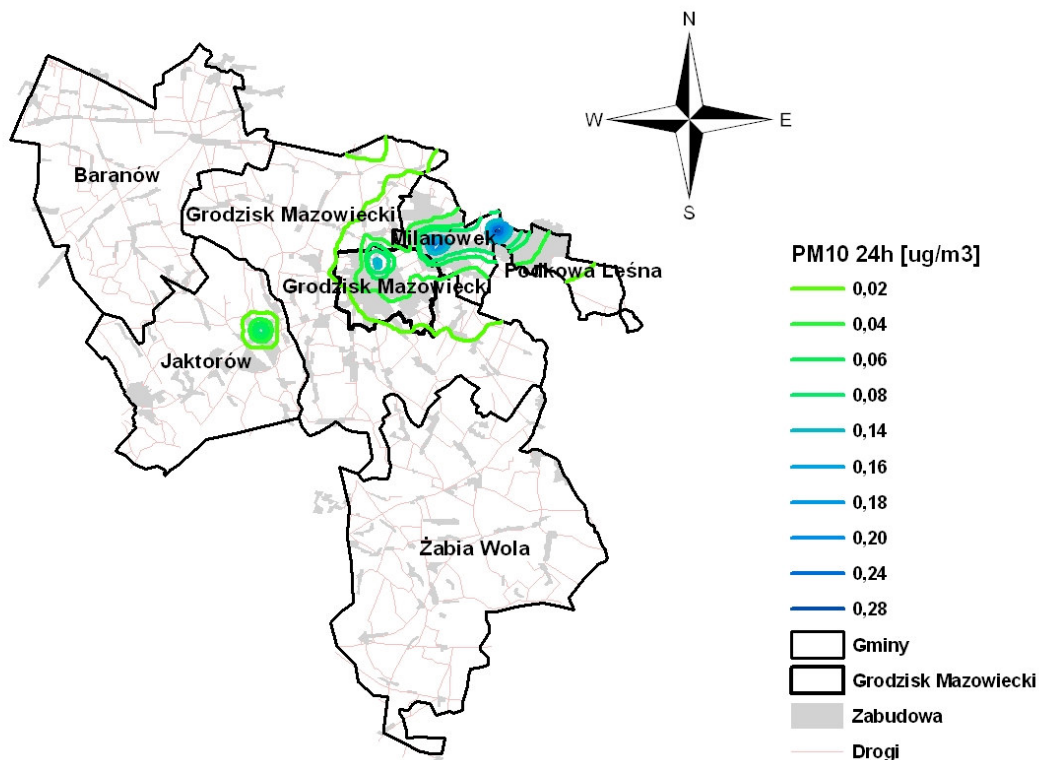 N
W
E
S
Baranów
Grodzisk Mazowiecki
Milanówek
Podkowa Leśna
Grodzisk Mazowiecki
Jaktorów
Żabia Wola
PM10 24h [ug/m3]
0,02
0,04
0,06
0,08
0,14
0,16
0,18
0,20
0,24
0,28
Gminy
Grodzisk Mazowiecki
Zabudowa
Drogi